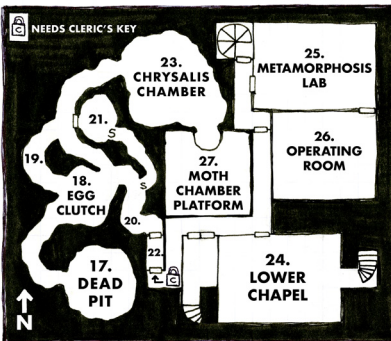 C NEEDS CLERIC'S KEY
23.
CHRYSALIS
CHAMBER
25.
METAMORPHOSIS
LAB
21.
S
19.
26.
OPERATING
ROOM
18.
EGG
CLUTCH
S
27.
MOTH
CHAMBER
PLATFORM
20.
22.
17.
DEAD
PIT
C
24.
LOWER
CHAPEL
N